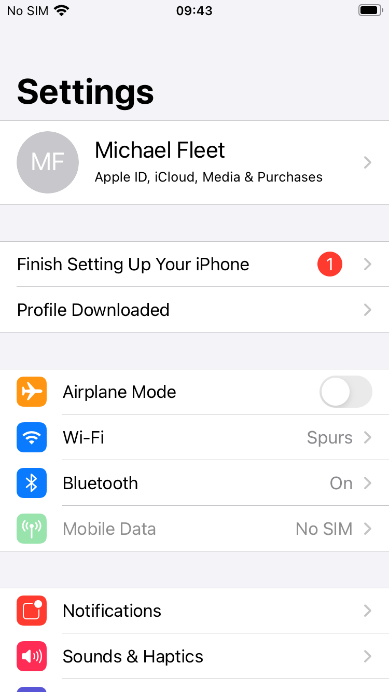 No SIM 09:43
Settings
MF
Michael Fleet
Apple ID, iCloud, Media & Purchases
Finish Setting Up Your iPhone 1
Profile Downloaded
Airplane Mode
Wi-Fi Spurs
Bluetooth On
Mobile Data No SIM
Notifications
Sounds & Haptics